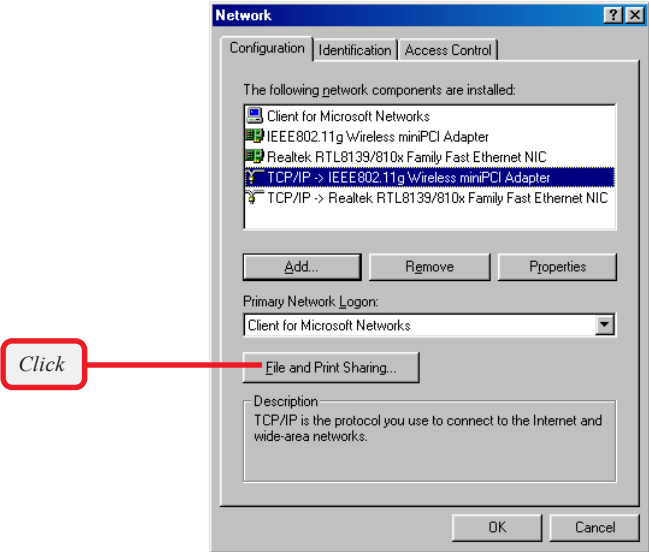 Network
Configuration Identification Access Control
The following network components are installed:
Client for Microsoft Networks
IEEE802.11g Wireless miniPCI Adapter
Realtek RTL8139/810x Family Fast Ethernet NIC
TCP/IP -> IEEE802.11g Wireless miniPCI Adapter
TCP/IP -> Realtek RTL8139/810x Family Fast Ethernet NIC
Add... Remove Properties
Primary Network Logon:
Client for Microsoft Networks
Click
File and Print Sharing...
Description
TCP/IP is the protocol you use to connect to the Internet and
wide-area networks.
OK Cancel